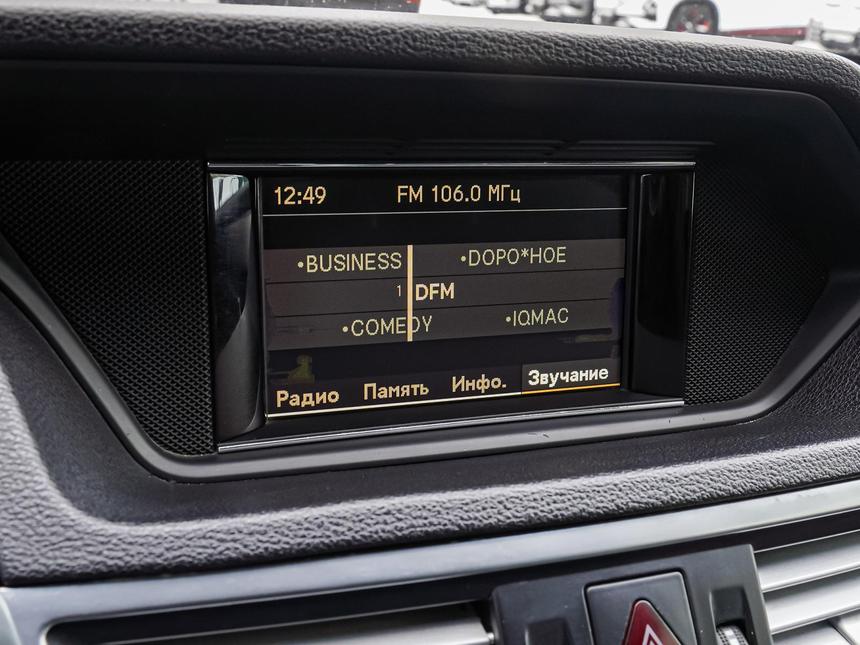 12:49 FM 106.0 МГц
•BUSINESS •DOPO*HOE
1 DFM
•COMEDY •IQMAC
Радио Память Инфо. Звучание